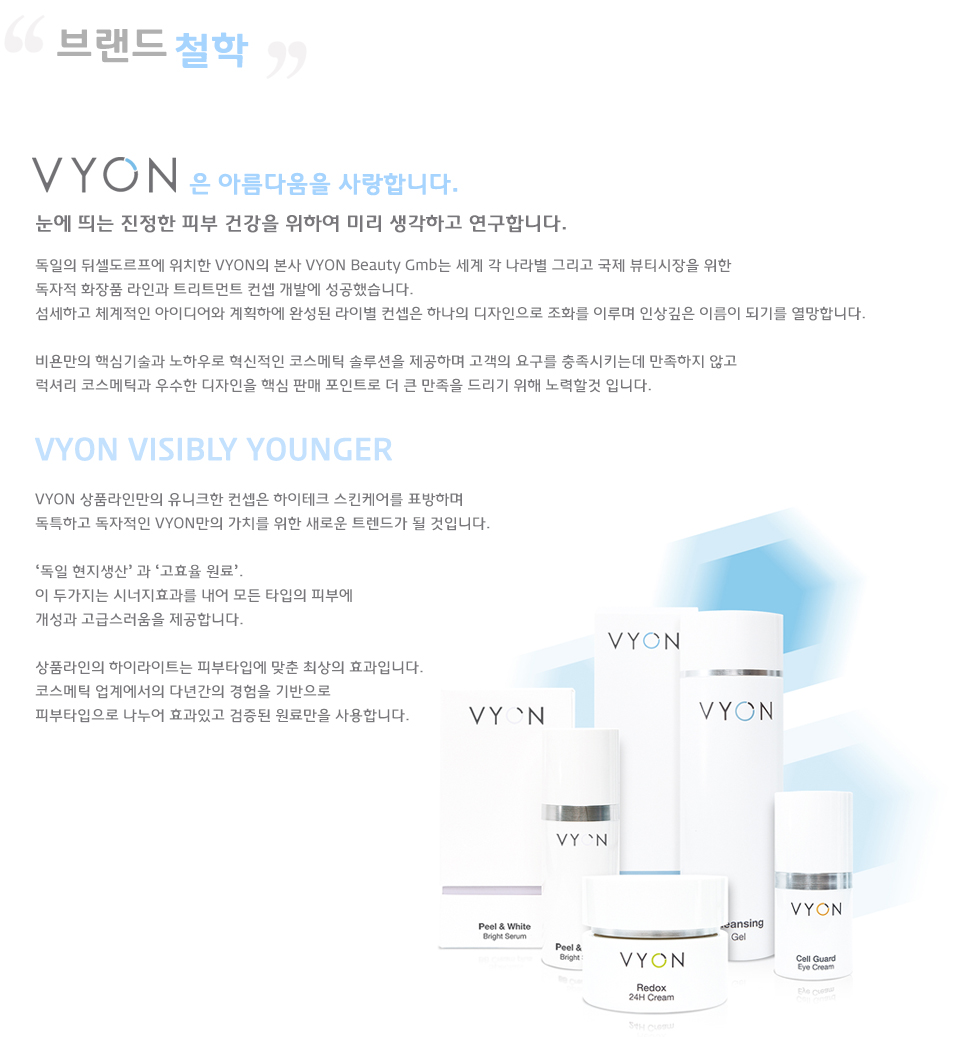 “ 브랜드 철학 ”
VYON 은 아름다움을 사랑합니다.
눈에 띄는 진정한 피부 건강을 위하여 미리 생각하고 연구합니다.
독일의 뒤셀도르프에 위치한 VYON의 본사 VYON Beauty Gmb는 세계 각 나라별 그리고 국제 뷰티시장을 위한
독자적 화장품 라인과 트리트먼트 컨셉 개발에 성공했습니다.
섬세하고 체계적인 아이디어와 계획하에 완성된 라이별 컨셉은 하나의 디자인으로 조화를 이루며 인상깊은 이름이 되기를 열망합니다.
비욘만의 핵심기술과 노하우로 혁신적인 코스메틱 솔루션을 제공하며 고객의 요구를 충족시키는데 만족하지 않고
럭셔리 코스메틱과 우수한 디자인을 핵심 판매 포인트로 더 큰 만족을 드리기 위해 노력할것 입니다.
VYON VISIBLY YOUNGER
VYON 상품라인만의 유니크한 컨셉은 하이테크 스킨케어를 표방하며
독특하고 독자적인 VYON만의 가치를 위한 새로운 트렌드가 될 것입니다.
‘독일 현지생산’ 과 ‘고효율 원료’.
이 두가지는 시너지효과를 내어 모든 타입의 피부에
개성과 고급스러움을 제공합니다.
상품라인의 하이라이트는 피부타입에 맞춘 최상의 효과입니다.
코스메틱 업계에서의 다년간의 경험을 기반으로
피부타입으로 나누어 효과있고 검증된 원료만을 사용합니다.
VYON
Peel & White
Bright Serum
VYON
Peel &
Bright
VYON
VYON
eansing
Gel
VYON
Redox
24H Cream
VYON
Cell Guard
Eye Cream